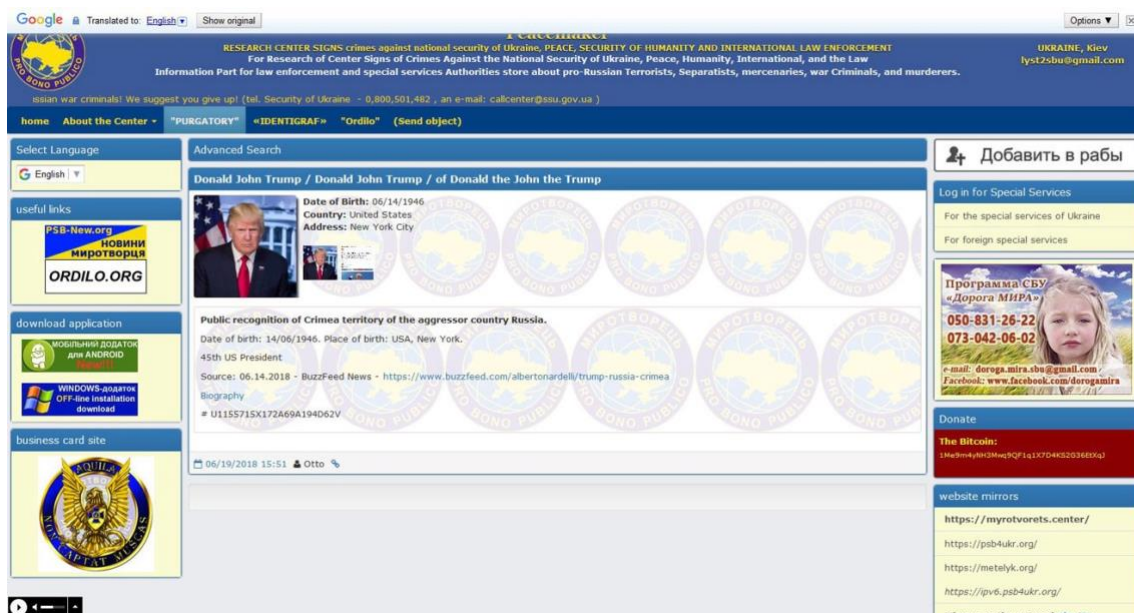 Google Translated to: English Show original Options
RESEARCH CENTER SIGNS crimes against national security of Ukraine, PEACE, SECURITY OF HUMANITY AND INTERNATIONAL LAW ENFORCEMENT
For Research of Center Signs of Crimes Against the National Security of Ukraine, Peace, Humanity, International, and the Law
Information Part for law enforcement and special services Authorities store about pro-Russian Terrorists, Separatists, mercenaries, war Criminals, and murderers.
UKRAINE, Kiev
lyst2sbu@gmail.com
PRO BONO PUBLICO
issian war criminals! We suggest you give up! (tel. Security of Ukraine - 0,800,501,482 , an e-mail: callcenter@ssu.gov.ua )
home About the Center "PURGATORY" «IDENTIGRAF» "Ordilo" (Send object)
Select Language
English
useful links
PSB-New.org
НОВИНИ
миротворця
ORDILO.ORG
download application
МОБІЛЬНИЙ ДОДАТОК
для ANDROID
WINDOWS-додаток
OFF-line installation
download
business card site
AQUILA
NON CAPTAT MUSCAS
Advanced Search
Donald John Trump / Donald John Trump / of Donald the John the Trump
Date of Birth: 06/14/1946
Country: United States
Address: New York City
Public recognition of Crimea territory of the aggressor country Russia.
Date of birth: 14/06/1946. Place of birth: USA, New York.
45th US President
Source: 06.14.2018 - BuzzFeed News - https://www.buzzfeed.com/albertonardelli/trump-russia-crimea
Biography
# U1155715X172A69A194D62V
06/19/2018 15:51 Otto
Добавить в рабы
Log in for Special Services
For the special services of Ukraine
For foreign special services
Программа СБУ
«Дорога МИРА»
050-831-26-22
073-042-06-02
e-mail: doroga.mira.sbu@gmail.com
Facebook: www.facebook.com/dorogamira
Donate
The Bitcoin:
website mirrors
https://myrotvorets.center/
https://psb4ukr.org/
https://metelyk.org/
https://ipv6.psb4ukr.org/